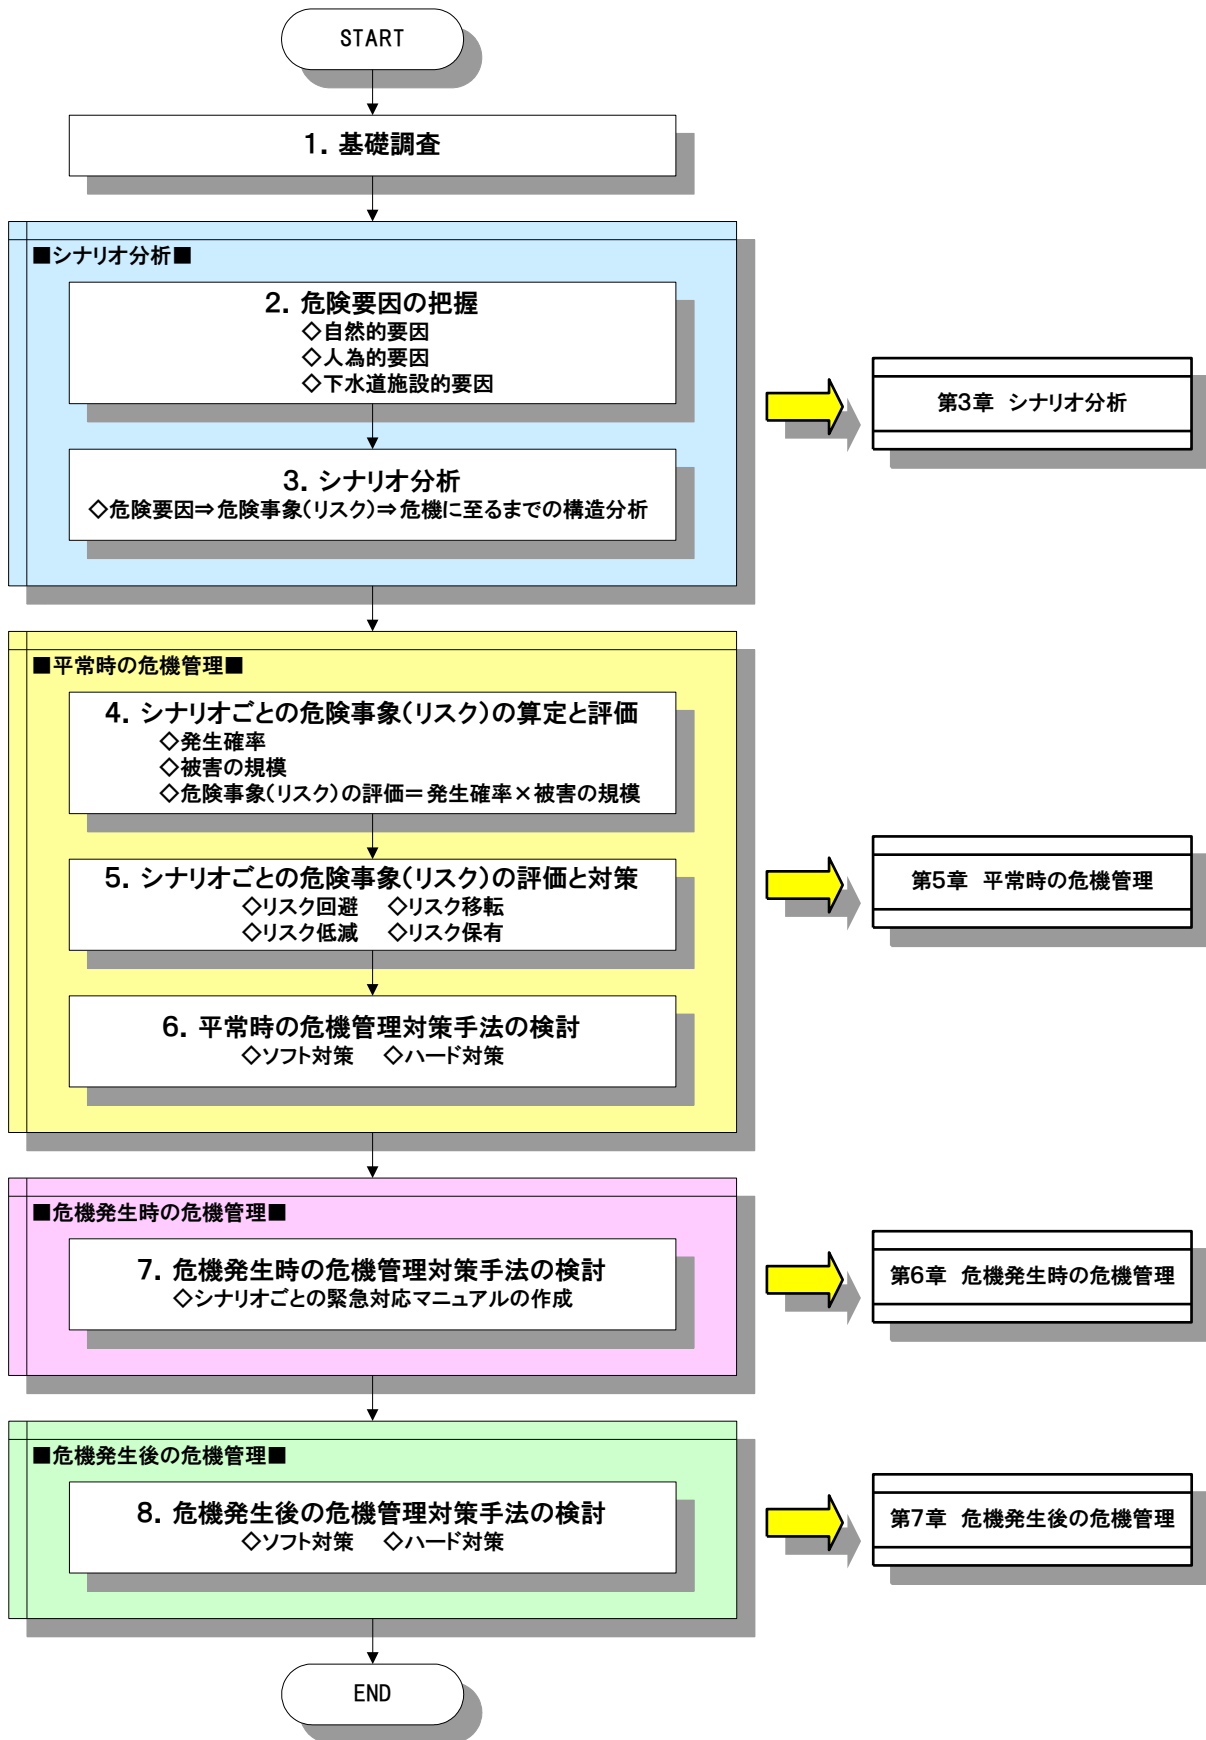 START
1. 基礎調査
■シナリオ分析■
2. 危険要因の把握
◇自然的要因
◇人為的要因
◇下水道施設的要因
第3章 シナリオ分析
3. シナリオ分析
◇危険要因⇒危険事象(リスク)⇒危機に至るまでの構造分析
■平常時の危機管理■
4. シナリオごとの危険事象(リスク)の算定と評価
◇発生確率
◇被害の規模
◇危険事象(リスク)の評価＝発生確率×被害の規模
5. シナリオごとの危険事象(リスク)の評価と対策
◇リスク回避 ◇リスク移転
◇リスク低減 ◇リスク保有
第5章 平常時の危機管理
6. 平常時の危機管理対策手法の検討
◇ソフト対策 ◇ハード対策
■危機発生時の危機管理■
7. 危機発生時の危機管理対策手法の検討
◇シナリオごとの緊急対応マニュアルの作成
第6章 危機発生時の危機管理
■危機発生後の危機管理■
8. 危機発生後の危機管理対策手法の検討
◇ソフト対策 ◇ハード対策
第7章 危機発生後の危機管理
END